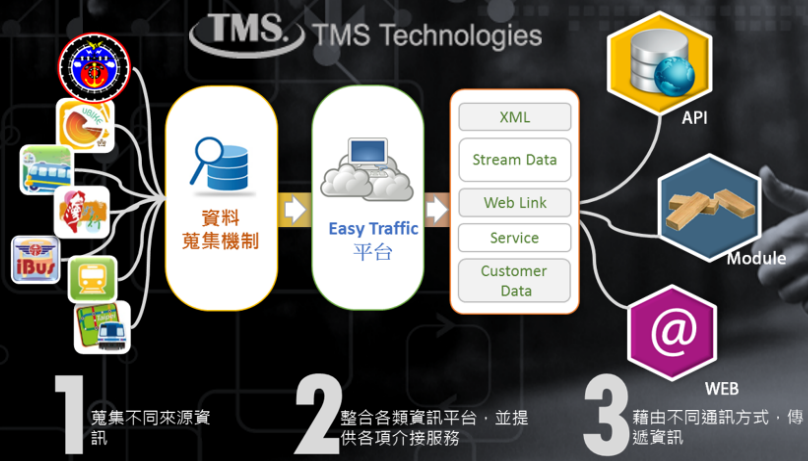 TMS. TMS Technologies
UBIKE
iBus
資料
蒐集機制
Easy Traffic
平台
XML
Stream Data
Web Link
Service
Customer
Data
API
Module
@
WEB
1 蒐集不同來源資
訊
2 整合各類資訊平台，並提
供各項介接服務
3 藉由不同通訊方式，傳
遞資訊